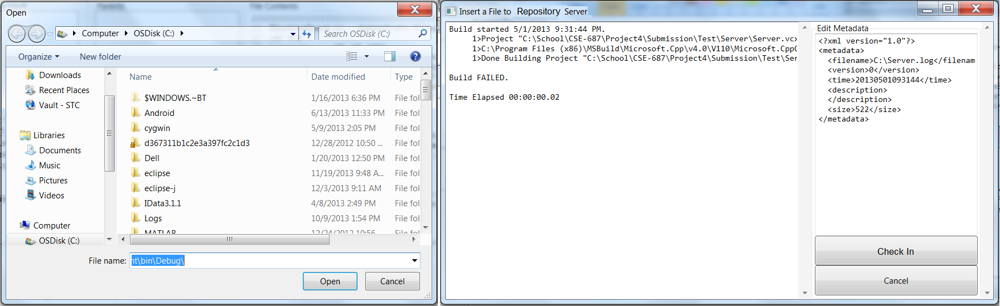 Open
Computer
OSDisk (C:)
Search OSDisk (C:)
Organize
New folder
Downloads
Recent Places
Vault - STC
Libraries
Documents
Music
Pictures
Videos
Computer
OSDisk (C:)
Name Date modified Type
$WINDOWS.~BT 1/16/2013 6:36 PM File fol
Android 6/13/2013 11:33 PM File fol
cygwin 5/9/2013 2:05 PM File fol
d367311b1c2e3a397fc2c1d3 12/28/2012 10:50 ... File fol
Dell 1/20/2013 12:50 PM File fol
eclipse 11/19/2013 9:48 A... File fol
eclipse-j 12/3/2013 9:11 AM File fol
IData3.1.1 4/8/2013 2:49 PM File fol
Logs 10/9/2013 1:54 PM File fol
MATLAB 12/24/2012 10:56 File fol
File name: nt\bin\Debug\
Open
Cancel
Insert a File to Repository Server
Build started 5/1/2013 9:31:44 PM.
1>Project "C:\School\CSE-687\Project4\Submission\Test\Server\Server.vcx
1>C:\Program Files (x86)\MSBuild\Microsoft.Cpp\v4.0\V110\Microsoft.CppC
1>Done Building Project "C:\School\CSE-687\Project4\Submission\Test\Ser
Build FAILED.
Time Elapsed 00:00:00.02
Edit Metadata
<?xml version="1.0"?>
<metadata>
<filename>C:\Server.log</filenam
<version>0</version>
<time>20130501093144</time>
<description>
</description>
<size>522</size>
</metadata>
Check In
Cancel